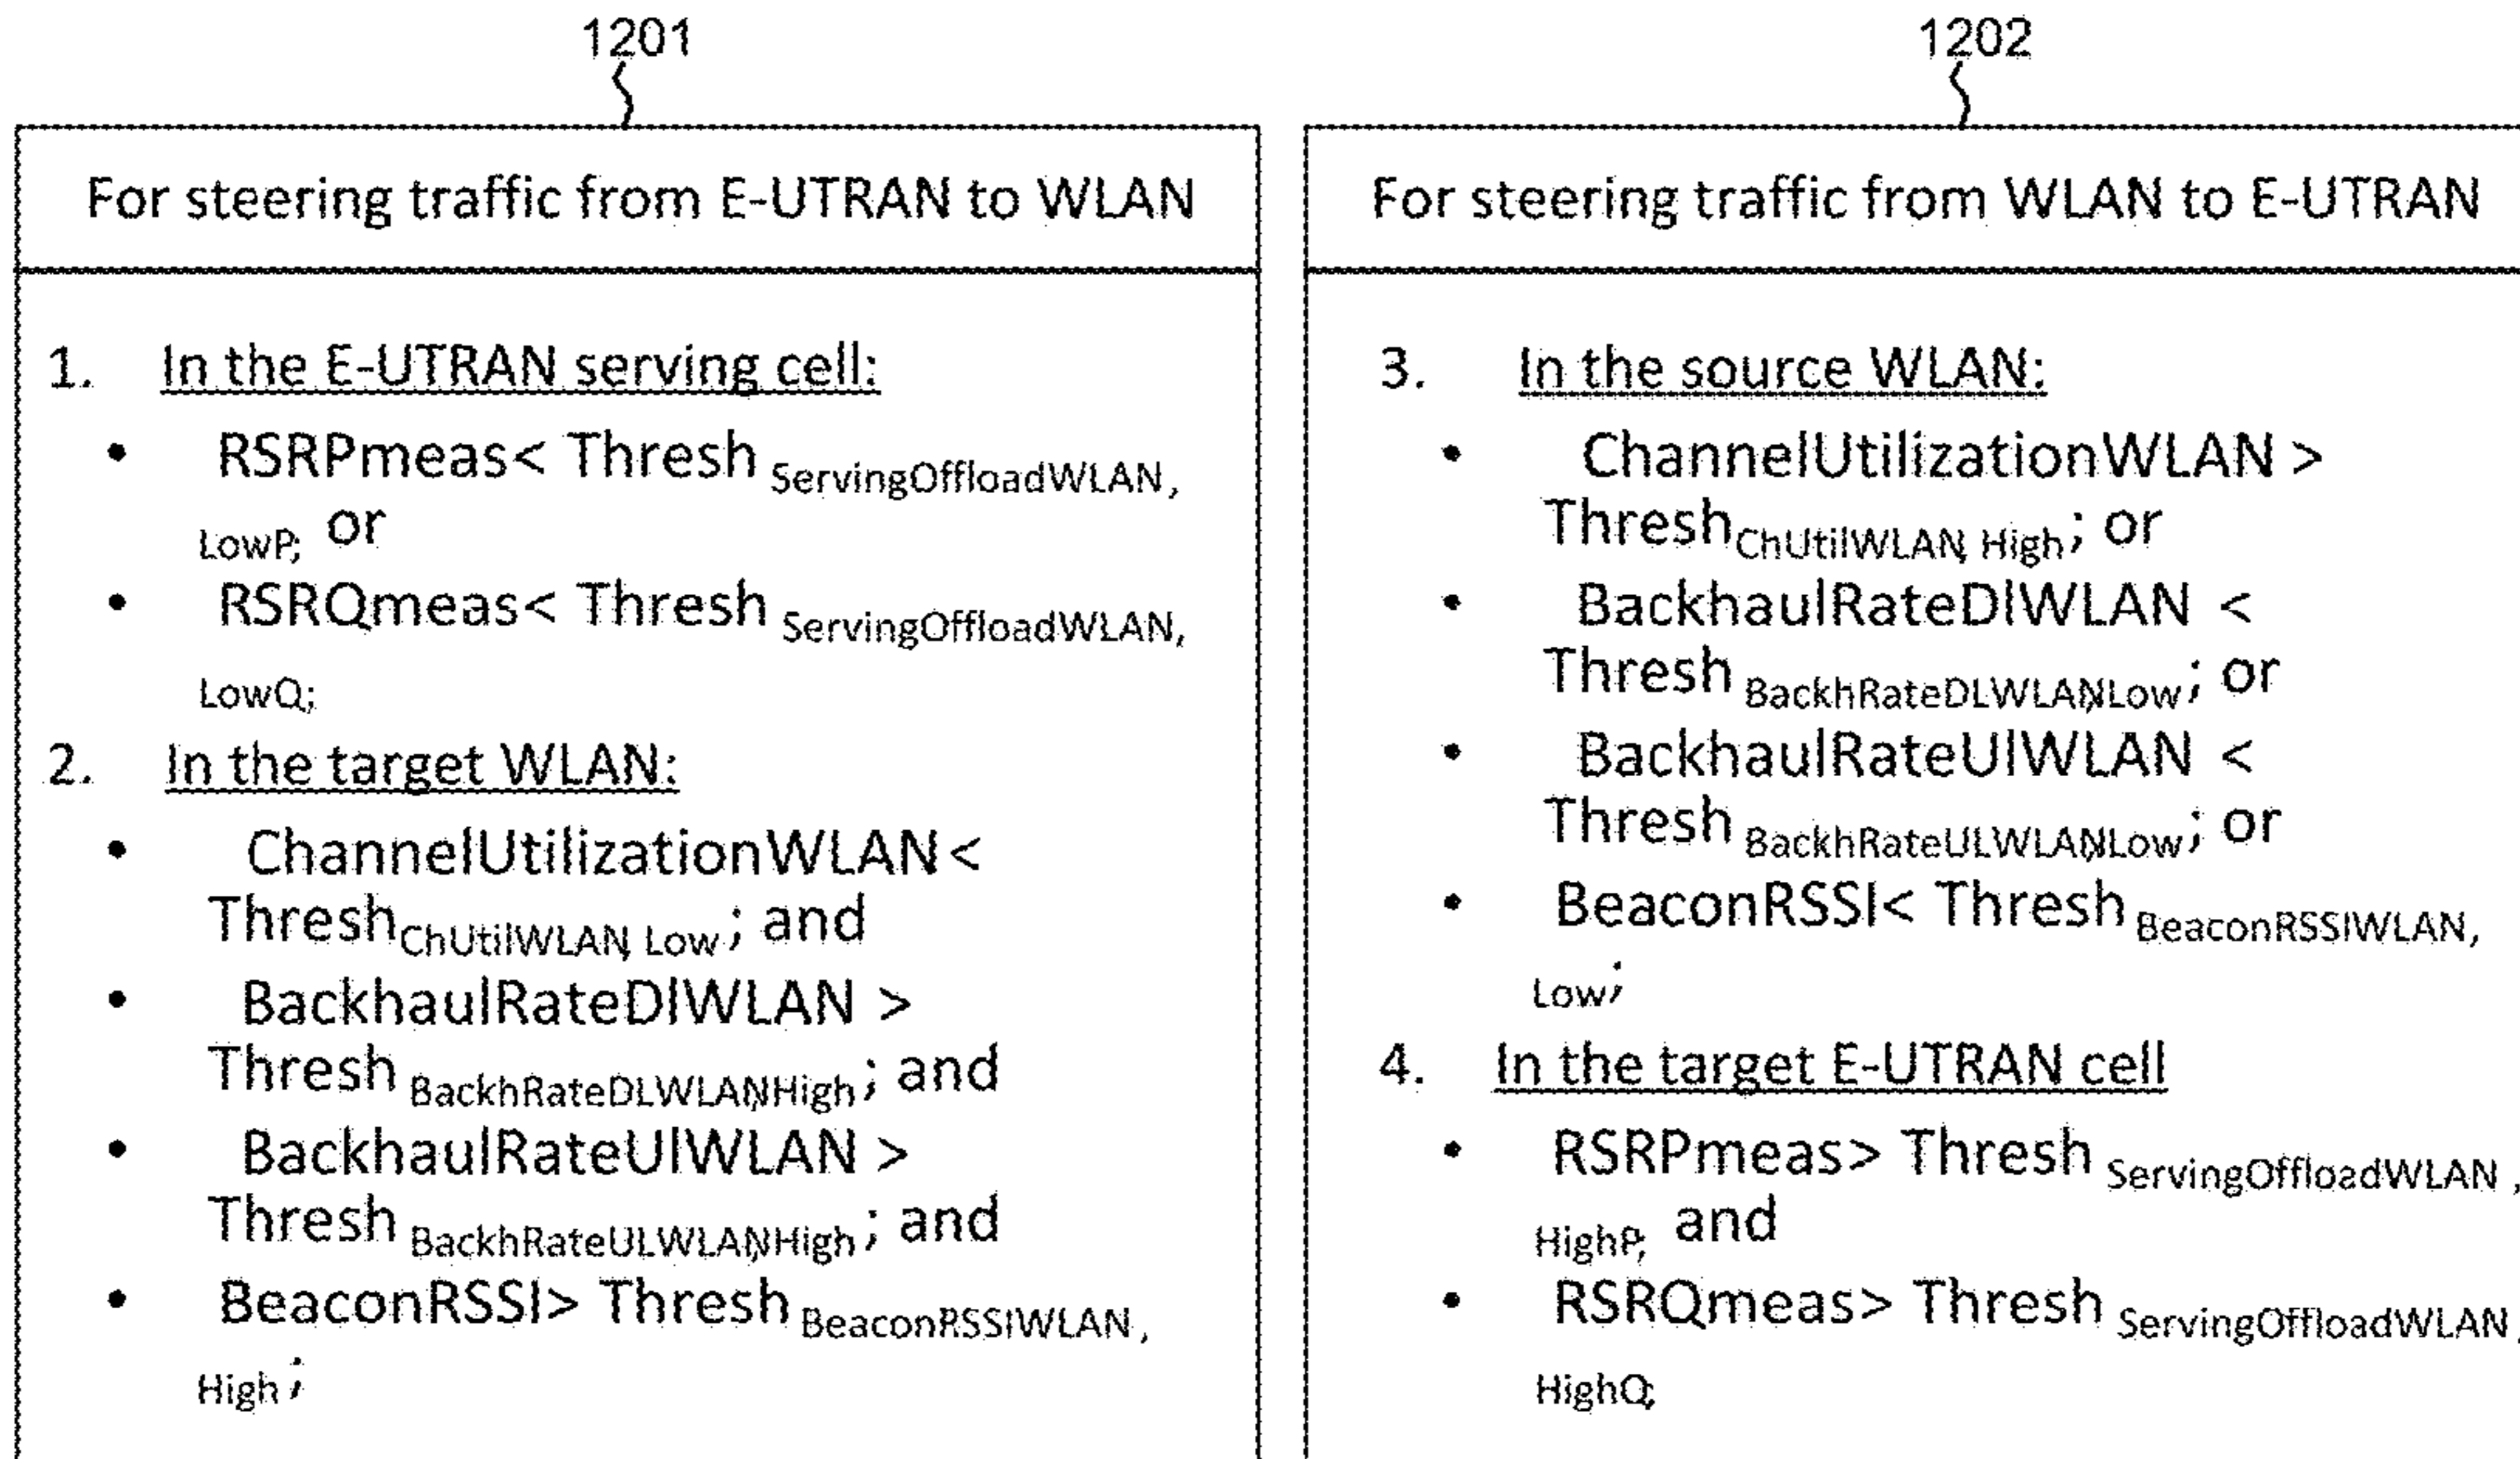 1201
For steering traffic from E-UTRAN to WLAN
1. In the E-UTRAN serving cell:
• RSRPmeas< Thresh ServingOffloadWLAN,
LowP; or
• RSRQmeas< Thresh ServingOffloadWLAN,
LowQ;
2. In the target WLAN:
• ChannelUtilizationWLAN<
ThreshChUtilWLAN, Low; and
• BackhaulRateDlWLAN >
Thresh BackhRateDLWLAN,High; and
• BackhaulRateUlWLAN >
Thresh BackhRateULWLAN,High; and
• BeaconRSSI> Thresh BeaconRSSIWLAN,
High;
1202
For steering traffic from WLAN to E-UTRAN
3. In the source WLAN:
• ChannelUtilizationWLAN >
ThreshChUtilWLAN, High; or
• BackhaulRateDlWLAN <
Thresh BackhRateDLWLAN,Low; or
• BackhaulRateUlWLAN <
Thresh BackhRateULWLAN,Low; or
• BeaconRSSI< Thresh BeaconRSSIWLAN,
Low;
4. In the target E-UTRAN cell
• RSRPmeas> Thresh ServingOffloadWLAN,
HighP; and
• RSRQmeas> Thresh ServingOffloadWLAN,
HighQ;